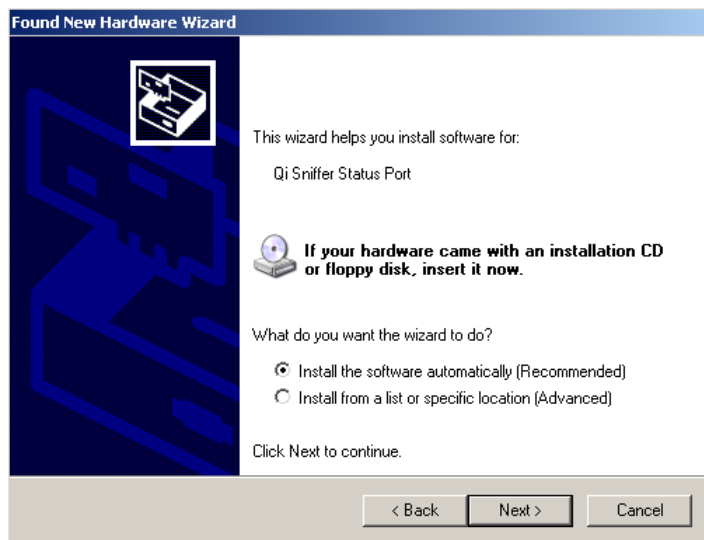 Found New Hardware Wizard
This wizard helps you install software for:
Qi Sniffer Status Port
If your hardware came with an installation CD
or floppy disk, insert it now.
What do you want the wizard to do?
Install the software automatically (Recommended)
Install from a list or specific location (Advanced)
Click Next to continue.
< Back
Next >
Cancel